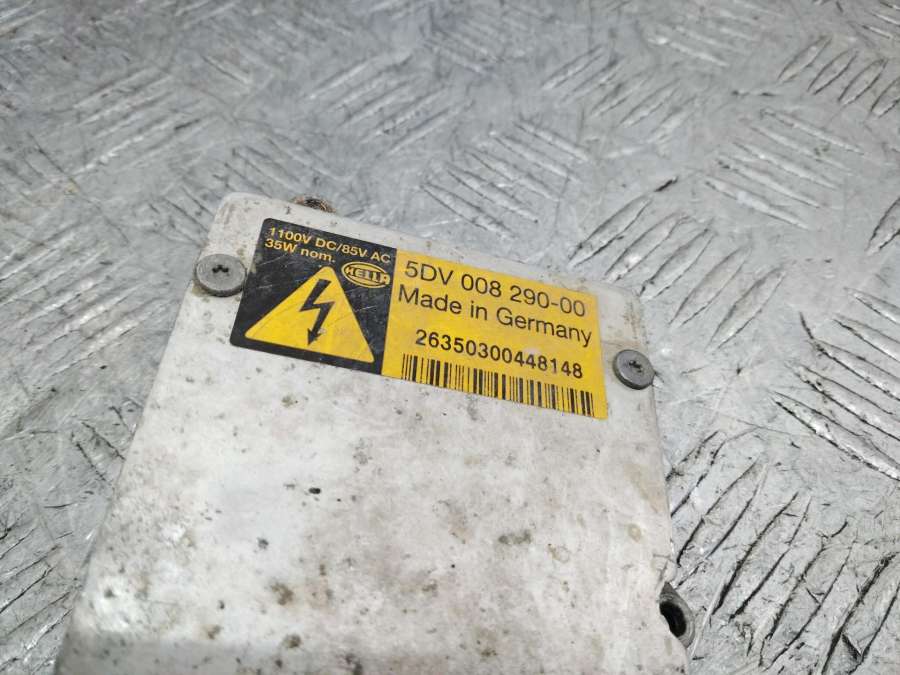 1100V DC/85V AC
35W nom.
HELLA
5DV 008 290-00
Made in Germany
26350300448148